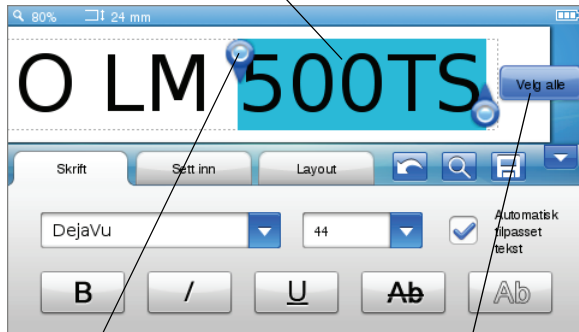 80% 24 mm
O LM 500TS
Velg alle
Skrift Sett inn Layout
DejaVu 44 Automatisk tilpasset tekst
B I U Ab Ab